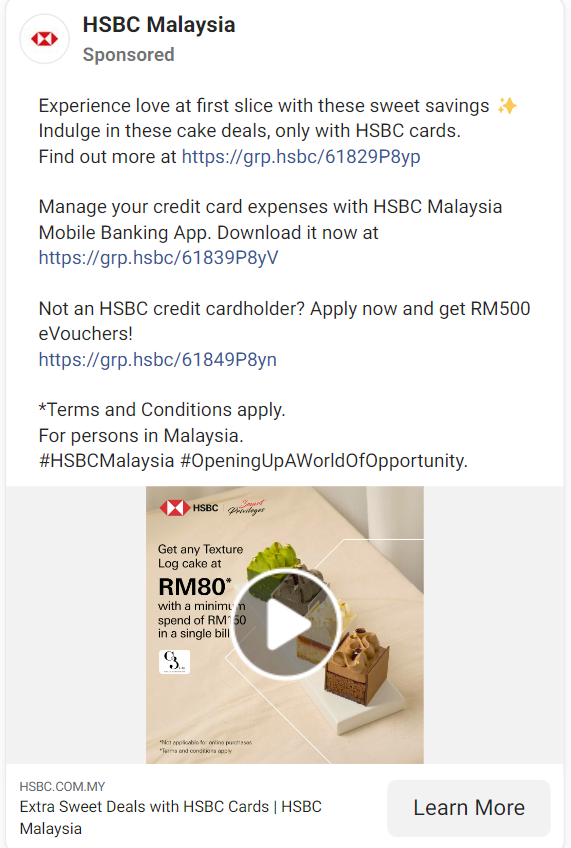 HSBC Malaysia
Sponsored
Experience love at first slice with these sweet savings ✨
Indulge in these cake deals, only with HSBC cards.
Find out more at https://grp.hsbc/61829P8yp
Manage your credit card expenses with HSBC Malaysia
Mobile Banking App. Download it now at
https://grp.hsbc/61839P8yV
Not an HSBC credit cardholder? Apply now and get RM500
eVouchers!
https://grp.hsbc/61849P8yn
*Terms and Conditions apply.
For persons in Malaysia.
#HSBCMalaysia #OpeningUpAWorldOfOpportunity.
HSBC
Smart
Privileges
Get any Texture
Log cake at
RM80*
with a minimum
spend of
in a single bill
*Not applicable for online purchases
*Terms and conditions apply
HSBC.COM.MY
Extra Sweet Deals with HSBC Cards | HSBC
Malaysia
Learn More